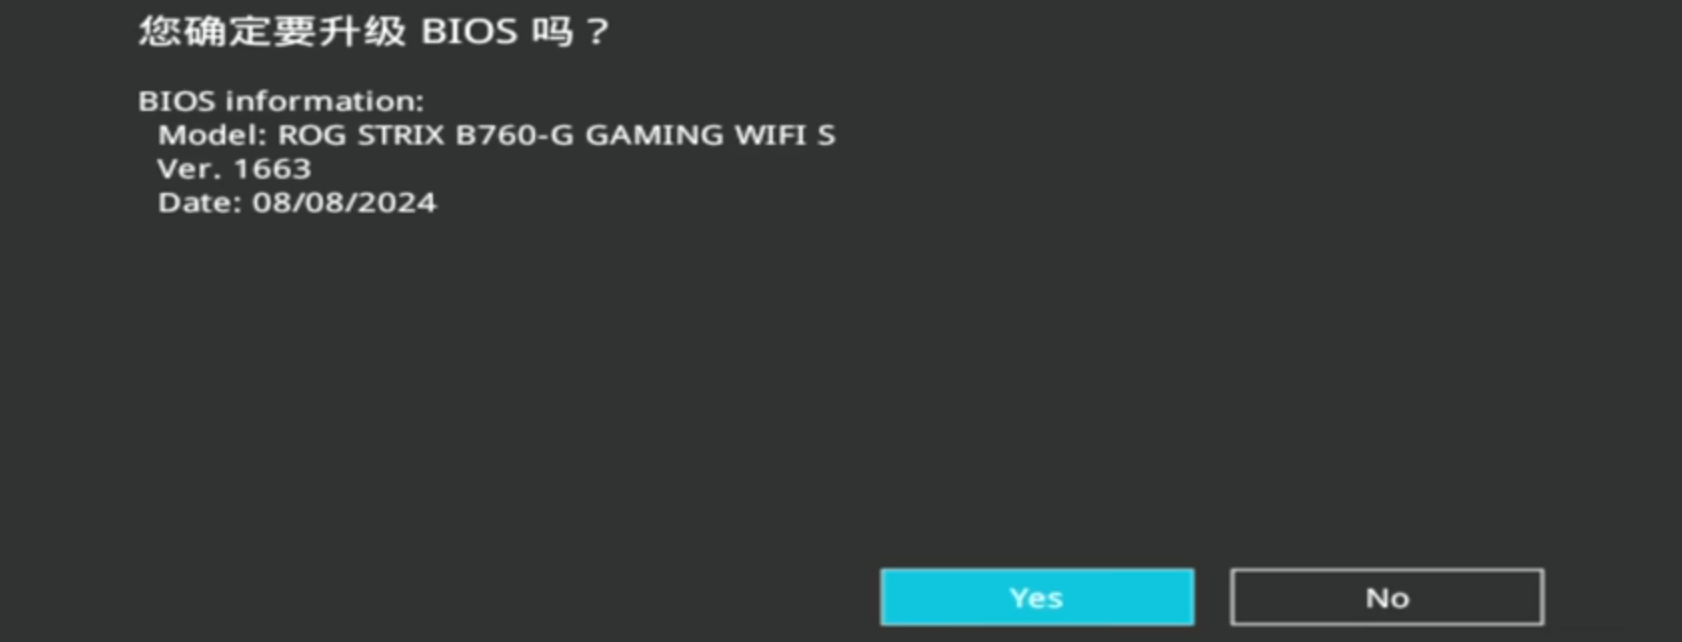 您确定要升级 BIOS 吗？
BIOS information:
Model: ROG STRIX B760-G GAMING WIFI S
Ver. 1663
Date: 08/08/2024
Yes
No